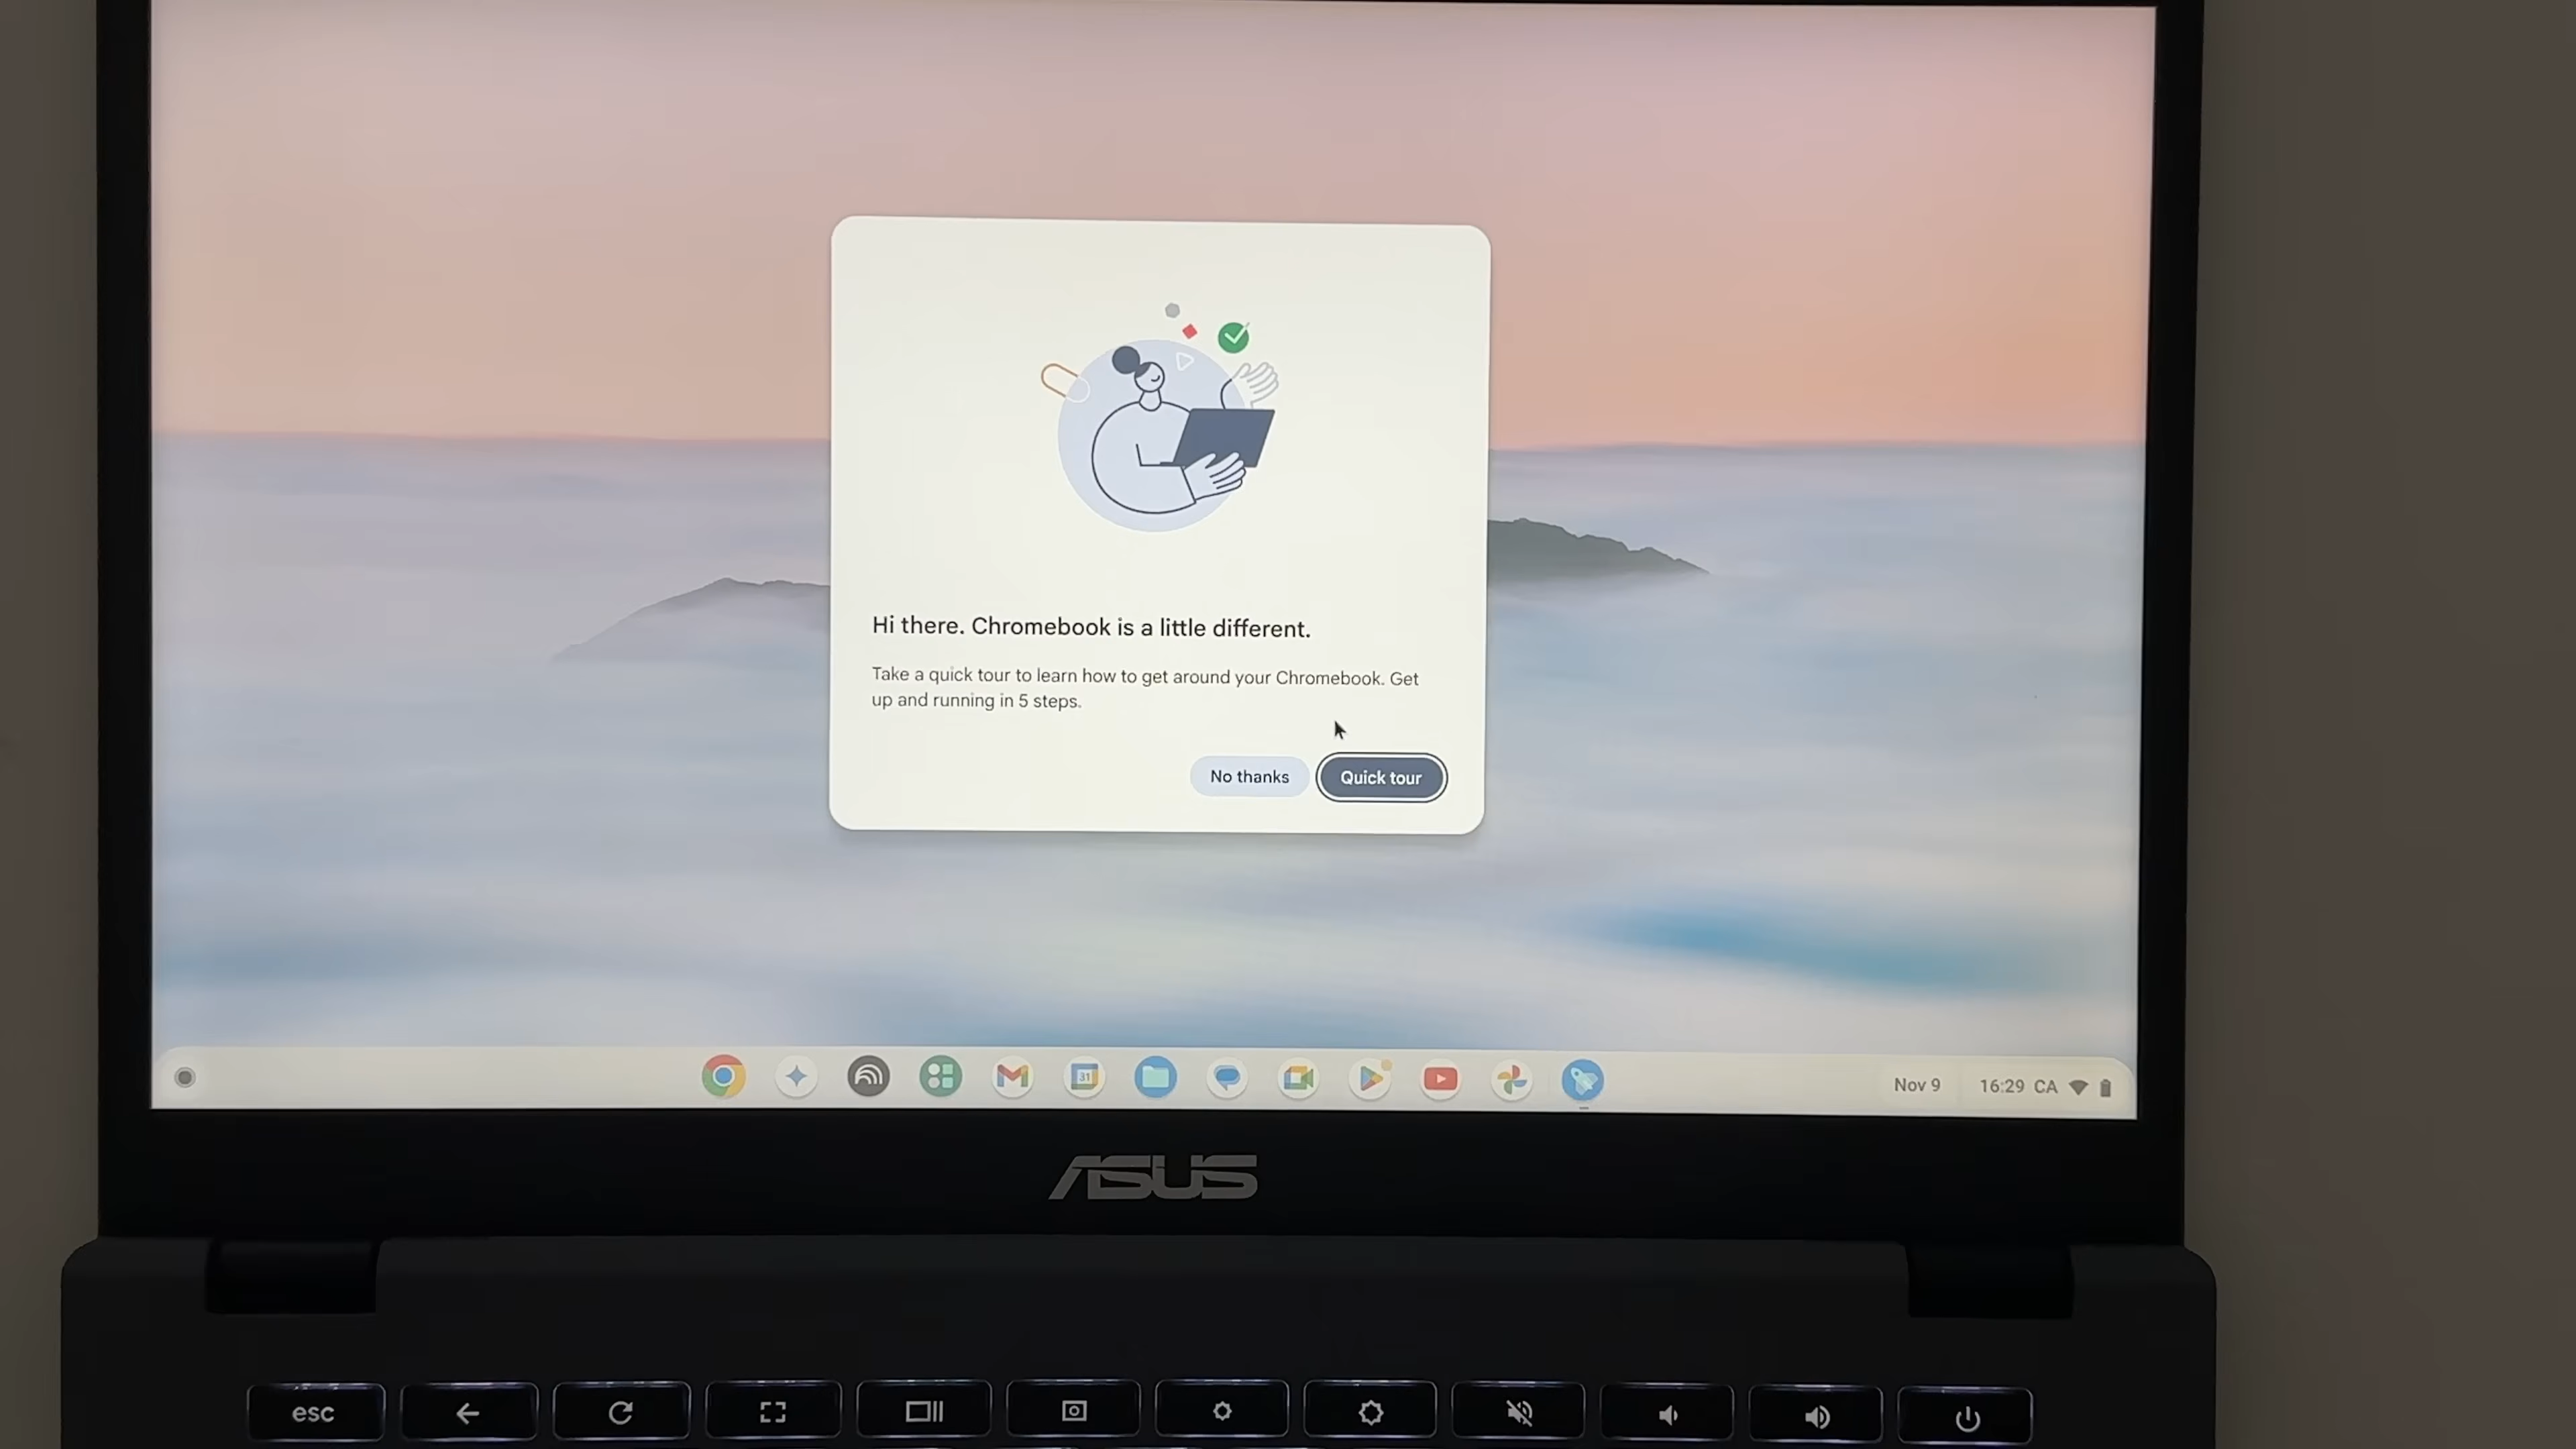 Hi there. Chromebook is a little different.
Take a quick tour to learn how to get around your Chromebook. Get
up and running in 5 steps.
No thanks
Quick tour
31
Nov 9
16:29 CA
ASUS
esc